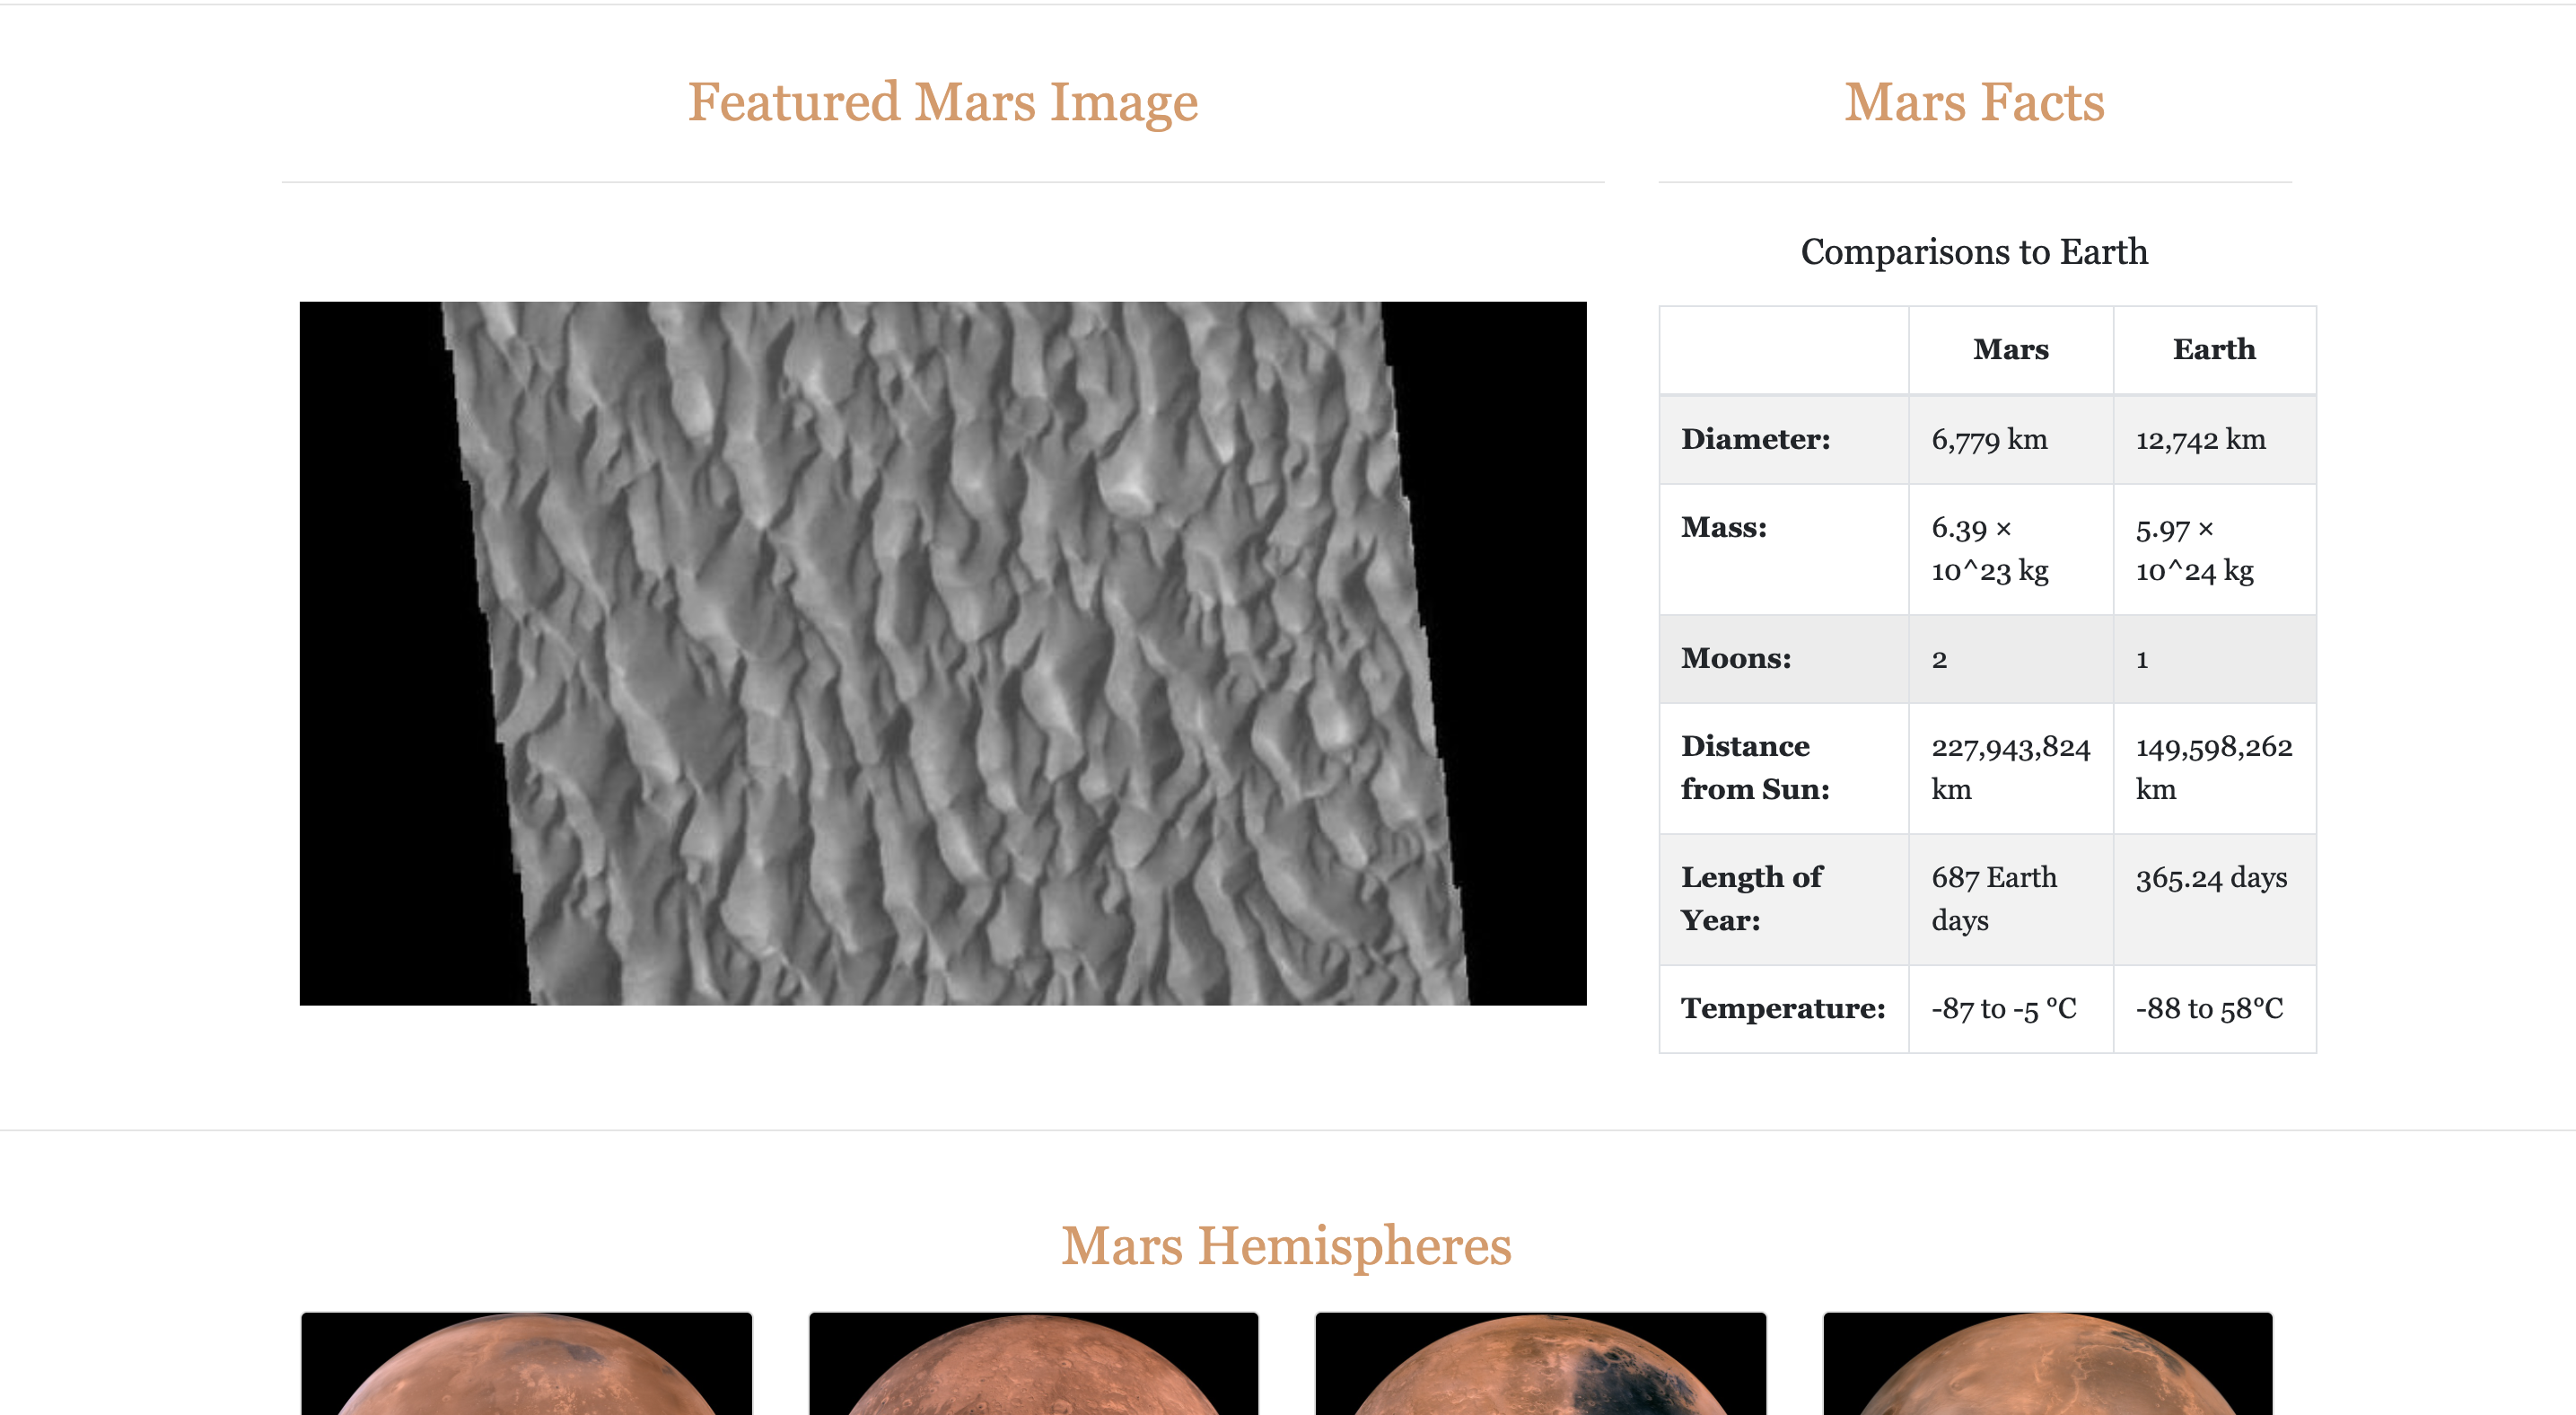 Featured Mars Image
Mars Facts
Comparisons to Earth
Mars Earth
Diameter: 6,779 km 12,742 km
Mass: 6.39 × 5.97 ×
10^23 kg 10^24 kg
Moons: 2 1
Distance 227,943,824 149,598,262
from Sun: km km
Length of 687 Earth 365.24 days
Year: days
Temperature: -87 to -5 °C -88 to 58°C
Mars Hemispheres